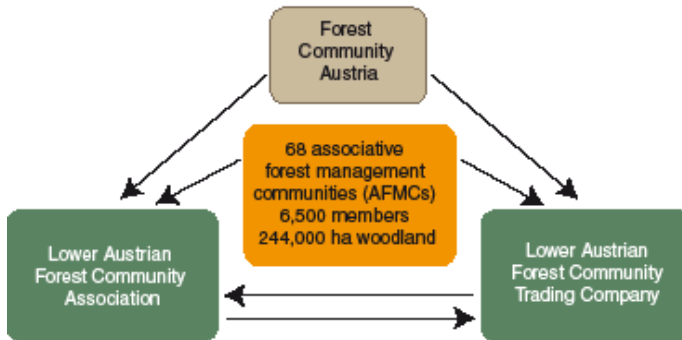 Forest
Community
Austria
68 associative
forest management
communities (AFMCs)
6,500 members
244,000 ha woodland
Lower Austrian
Forest Community
Association
Lower Austrian
Forest Community
Trading Company